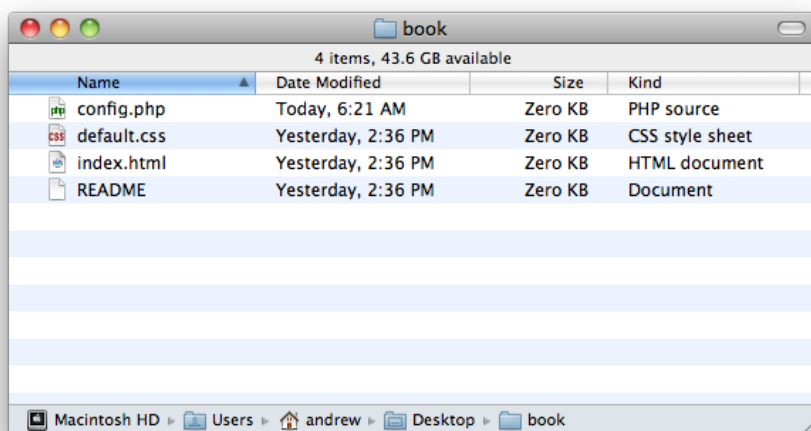 book
4 items, 43.6 GB available
Name Date Modified Size Kind
php config.php Today, 6:21 AM Zero KB PHP source
css default.css Yesterday, 2:36 PM Zero KB CSS style sheet
index.html Yesterday, 2:36 PM Zero KB HTML document
README Yesterday, 2:36 PM Zero KB Document
Macintosh HD Users andrew Desktop book